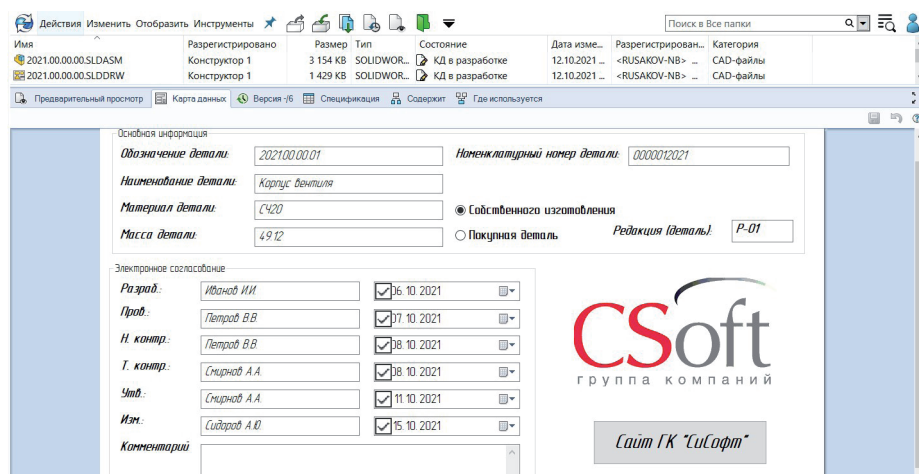 Действия Изменить Отобразить Инструменты Поиск в Все папки
Имя Разрегистрировано Размер Тип Состояние Дата изме... Разрегистрирован... Категория
2021.00.00.00.SLDASM Конструктор 1 3 154 KB SOLIDWOR... КД в разработке 12.10.2021 ... <RUSAKOV-NB> ... CAD-файлы
2021.00.00.00.SLDDRW Конструктор 1 1 429 KB SOLIDWOR... КД в разработке 12.10.2021 ... <RUSAKOV-NB> ... CAD-файлы
Предварительный просмотр Карта данных Версия -/6 Спецификация Содержит Где используется
Основная информация
Обозначение детали: 2021.00.00.01 Номенклатурный номер детали: 0000012021
Наименование детали: Корпус вентиля
Материал детали: СЧ20 Собственного изготовления
Масса детали: 49.12 Покупная деталь Редакция (деталь): Р-01
Электронное согласование
Разраб.: Иванов И.И. 06.10.2021
Пров.: Петров В.В. 07.10.2021
Н. контр.: Петров В.В. 08.10.2021
Т. контр.: Смирнов А.А. 08.10.2021
Утв.: Смирнов А.А. 11.10.2021
Изм.: Сидоров А.Ю. 15.10.2021
Комментарий
CSoft
группа компаний
Сайт ГК "СиСофт"